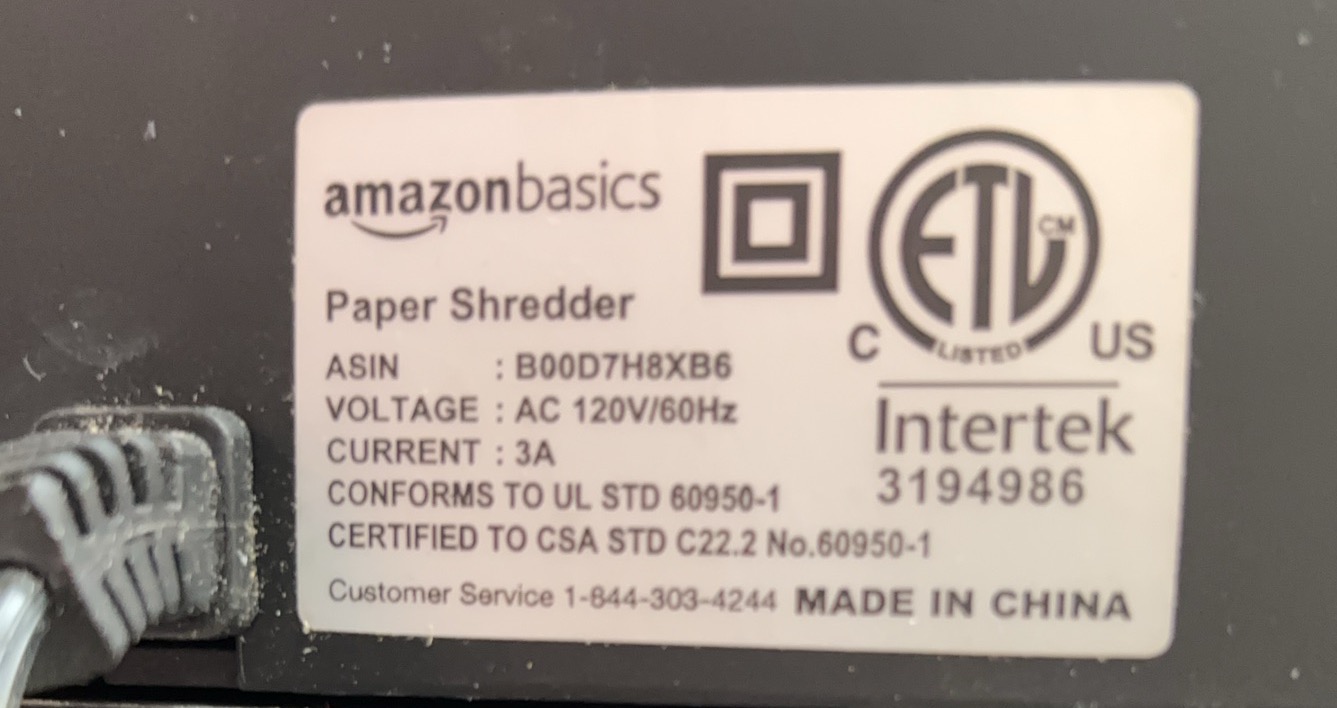 amazonbasics
Paper Shredder
ASIN : B00D7H8XB6
VOLTAGE : AC 120V/60Hz
CURRENT : 3A
CONFORMS TO UL STD 60950-1
CERTIFIED TO CSA STD C22.2 No.60950-1
Customer Service 1-844-303-4244 MADE IN CHINA
ETL CM
C LISTED US
Intertek
3194986